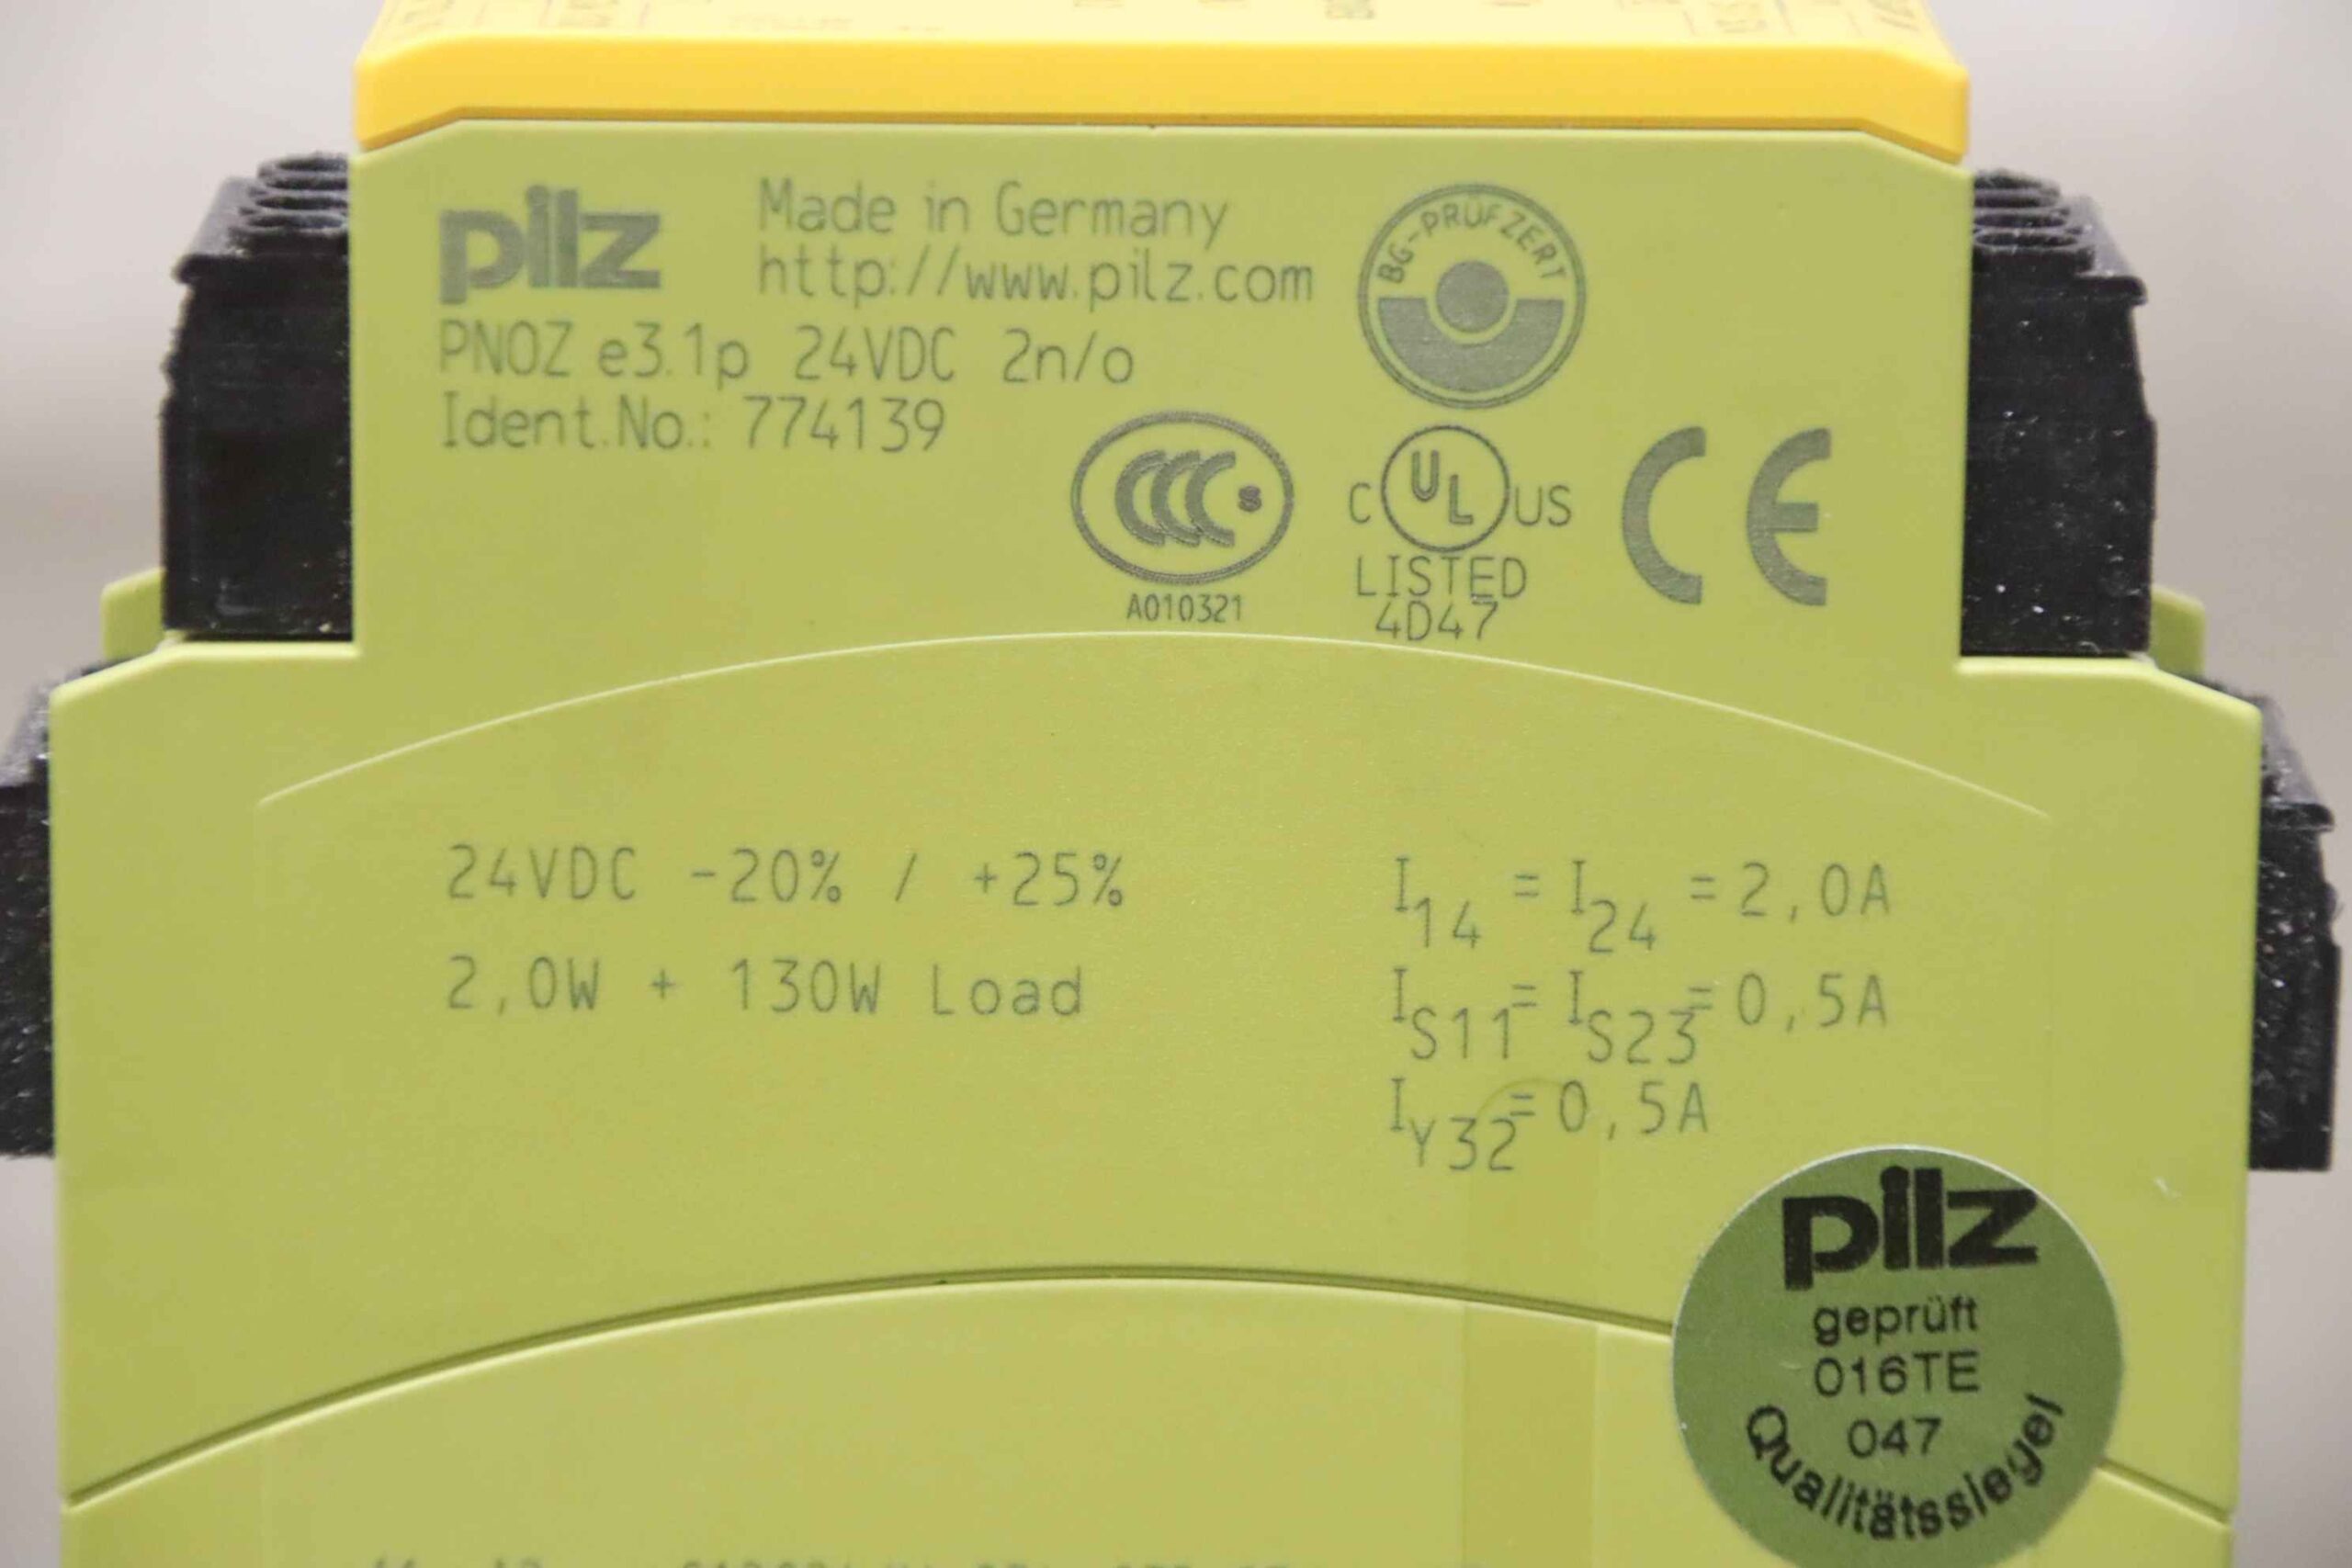 pilz
Made in Germany
http://www.pilz.com
PNOZ e3.1p 24VDC 2n/o
Ident.No.: 774139
BG-PRÜFZERT
CCC S
A010321
C UL US
LISTED
4D47
CE
24VDC -20% / +25%
2,0W + 130W Load
I14 = I24 = 2,0A
IS11 = IS23 = 0,5A
IY32 = 0,5A
pilz
geprüft
016TE
047
Qualitätssiegel